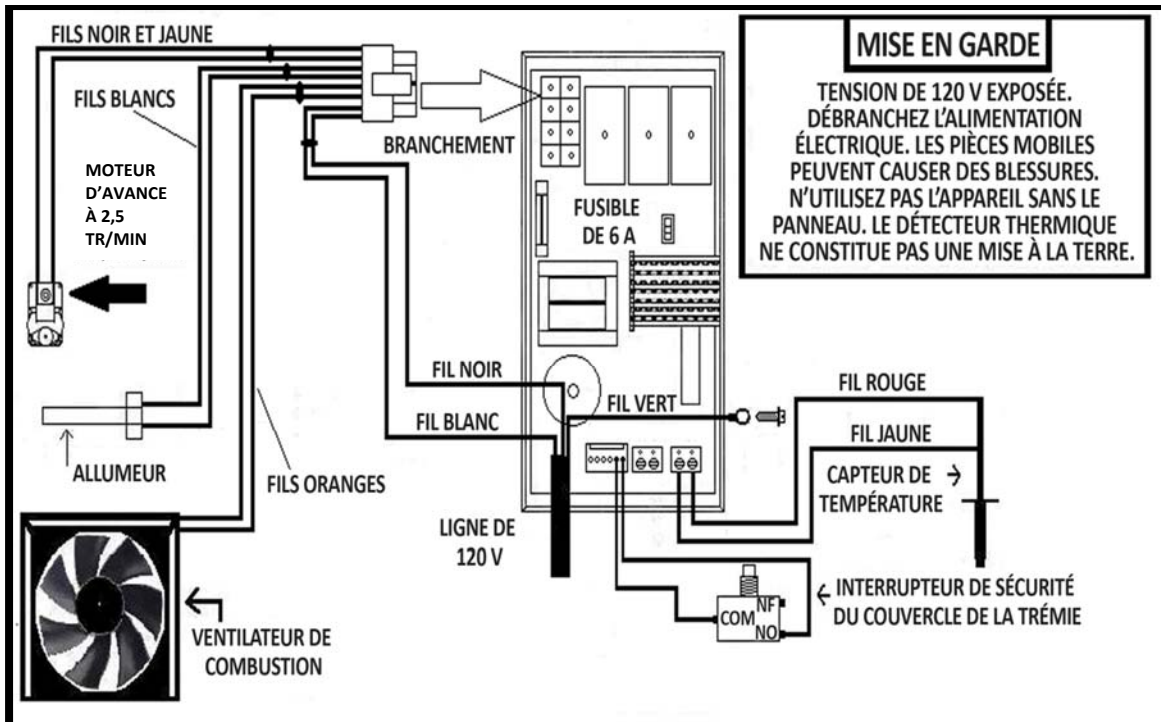 FILS NOIR ET JAUNE
FILS BLANCS
MOTEUR
D'AVANCE
À 2,5
TR/MIN
ALLUMEUR
FILS ORANGES
VENTILATEUR DE
COMBUSTION
BRANCHEMENT
FUSIBLE
DE 6 A
FIL NOIR
FIL BLANC
FIL VERT
LIGNE DE
120 V
MISE EN GARDE
TENSION DE 120 V EXPOSÉE.
DÉBRANCHEZ L'ALIMENTATION
ÉLECTRIQUE. LES PIÈCES MOBILES
PEUVENT CAUSER DES BLESSURES.
N'UTILISEZ PAS L'APPAREIL SANS LE
PANNEAU. LE DÉTECTEUR THERMIQUE
NE CONSTITUE PAS UNE MISE À LA TERRE.
FIL ROUGE
FIL JAUNE
CAPTEUR DE
TEMPÉRATURE
COM
NF
NO
INTERRUPTEUR DE SÉCURITÉ
DU COUVERCLE DE LA TRÉMIE